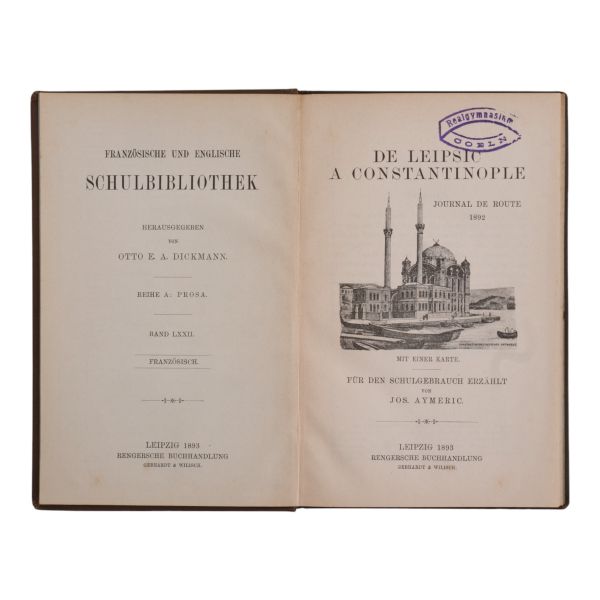 FRANZÖSISCHE UND ENGLISCHE
SCHULBIBLIOTHEK
HERAUSGEGEBEN
VON
OTTO E. A. DICKMANN.
REIHE A: PROSA.
BAND LXXII.
FRANZÖSISCH.
LEIPZIG 1893
RENGERSCHE BUCHHANDLUNG
GEBHARDT & WILISCH.
Realgymnasium
COELN
DE LEIPSIC
A CONSTANTINOPLE
JOURNAL DE ROUTE
1892
MIT EINER KARTE.
FÜR DEN SCHULGEBRAUCH ERZÄHLT
VON
JOS. AYMERIC.
LEIPZIG 1893
RENGERSCHE BUCHHANDLUNG
GEBHARDT & WILISCH.